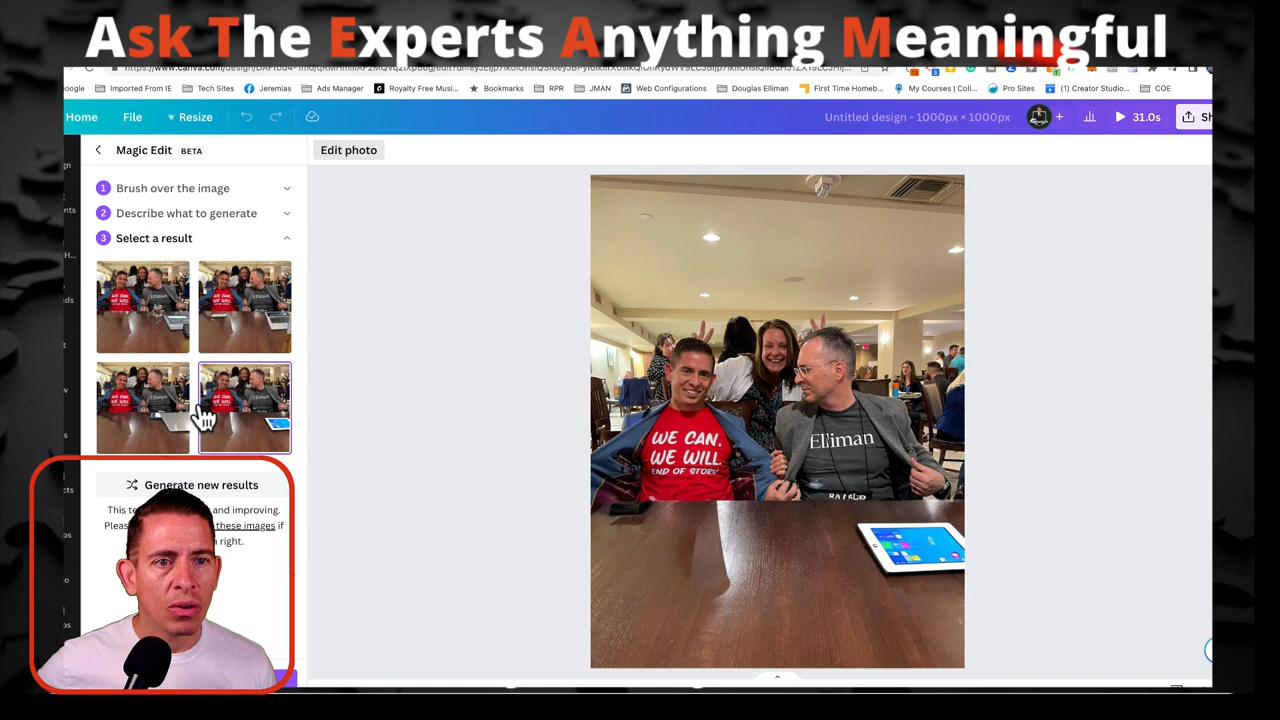 Ask The Experts Anything Meaningful
Imported From IE
Tech Sites
Jeremias
Ads Manager
Royalty Free Musi...
Bookmarks
RPR
JMAN
Web Configurations
Douglas Elliman
First Time Homeb...
My Courses | Coll...
Pro Sites
(1) Creator Studio...
COE
Home
File
Resize
Untitled design - 1000px × 1000px
31.0s
Magic Edit BETA
Edit photo
1 Brush over the image
2 Describe what to generate
3 Select a result
WE CAN.
WE WILL.
END OF STORY.
Elliman
Generate new results
This and improving.
these images if
right.